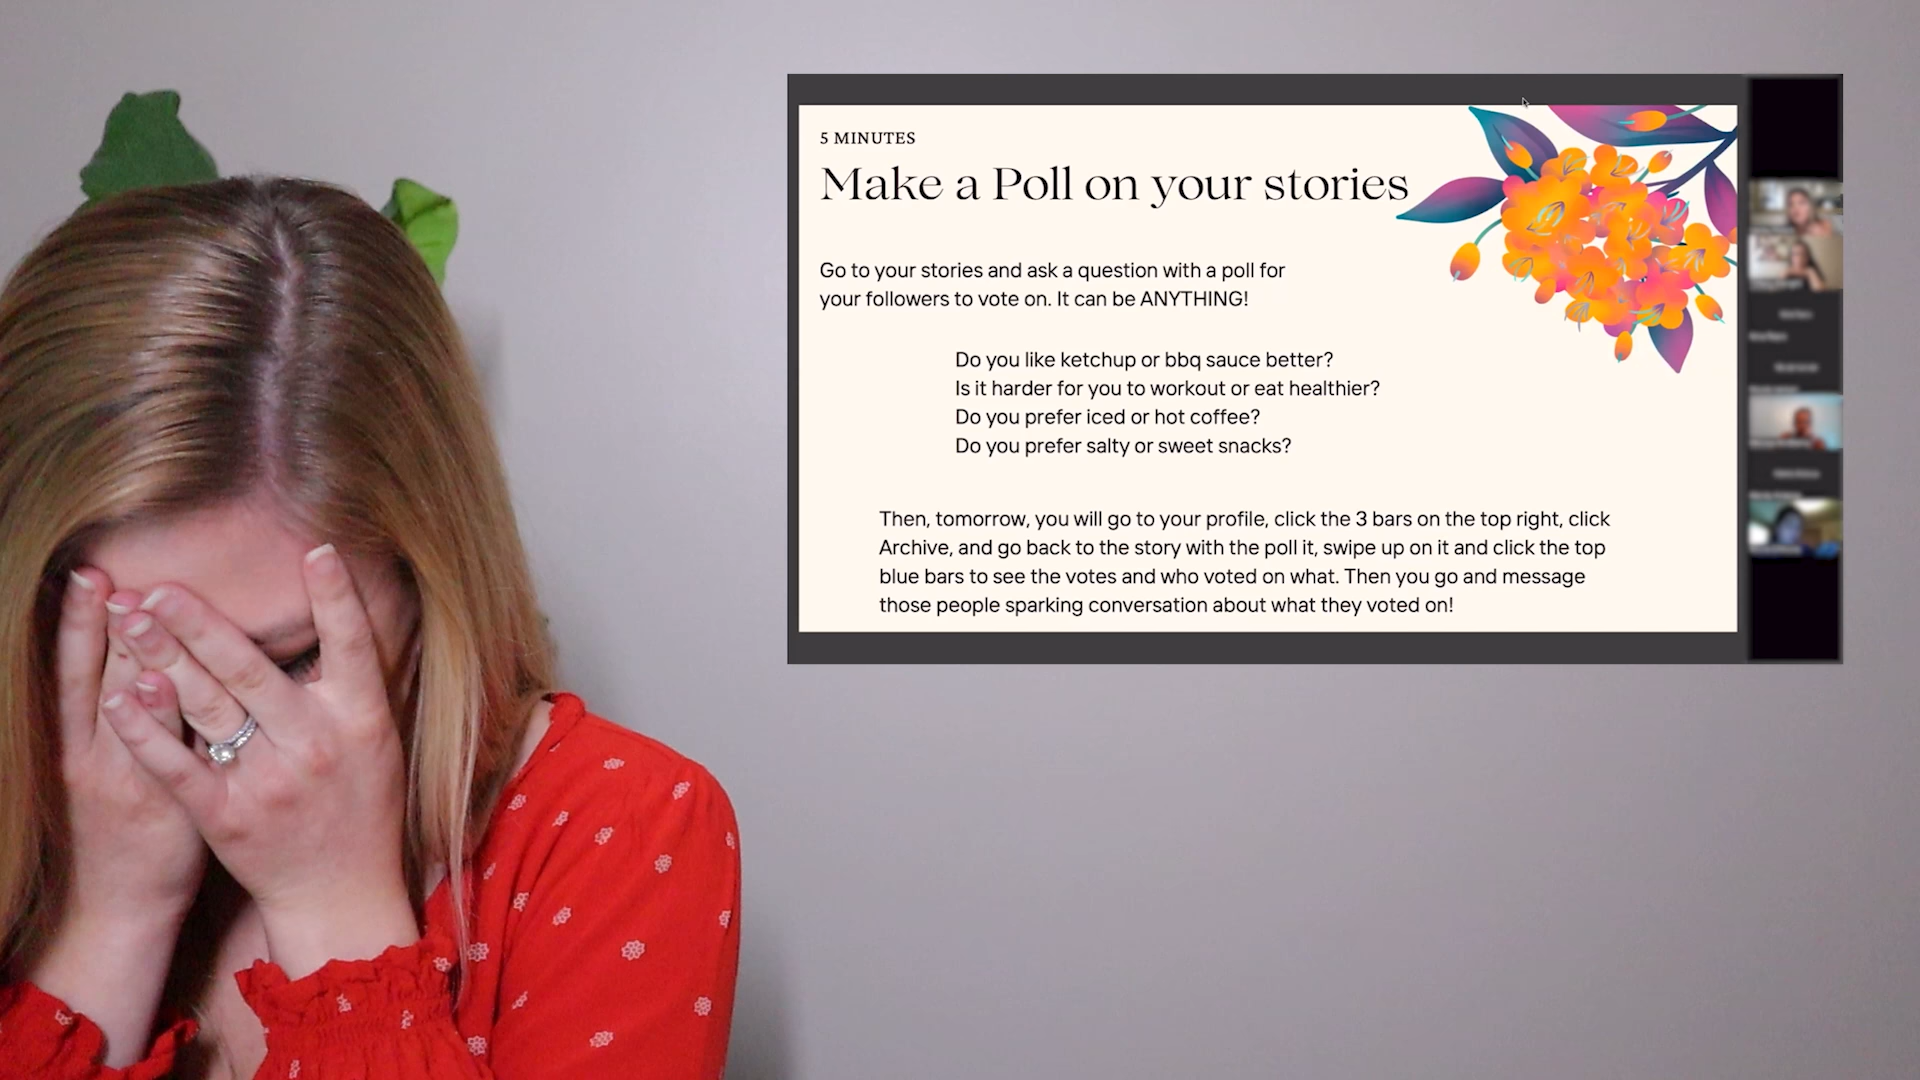 5 MINUTES
Make a Poll on your stories
Go to your stories and ask a question with a poll for
your followers to vote on. It can be ANYTHING!
Do you like ketchup or bbq sauce better?
Is it harder for you to workout or eat healthier?
Do you prefer iced or hot coffee?
Do you prefer salty or sweet snacks?
Then, tomorrow, you will go to your profile, click the 3 bars on the top right, click
Archive, and go back to the story with the poll it, swipe up on it and click the top
blue bars to see the votes and who voted on what. Then you go and message
those people sparking conversation about what they voted on!